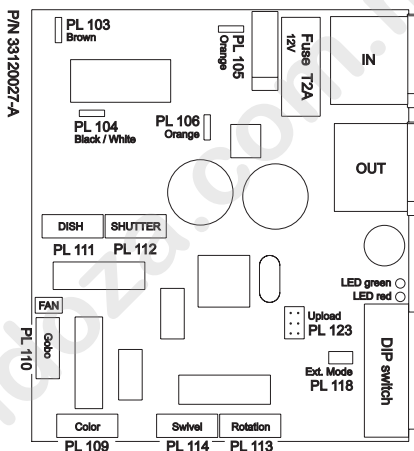 P/N 33120027-A
PL 103
Brown
PL 104
Black / White
PL 105
Orange
PL 106
Orange
Fuse T2A
12V
IN
OUT
DISH
SHUTTER
PL 111
PL 112
LED green
LED red
FAN
Gobo
PL 110
Upload
PL 123
Ext. Mode
PL 118
DIP switch
Color
PL 109
Swivel
PL 114
Rotation
PL 113